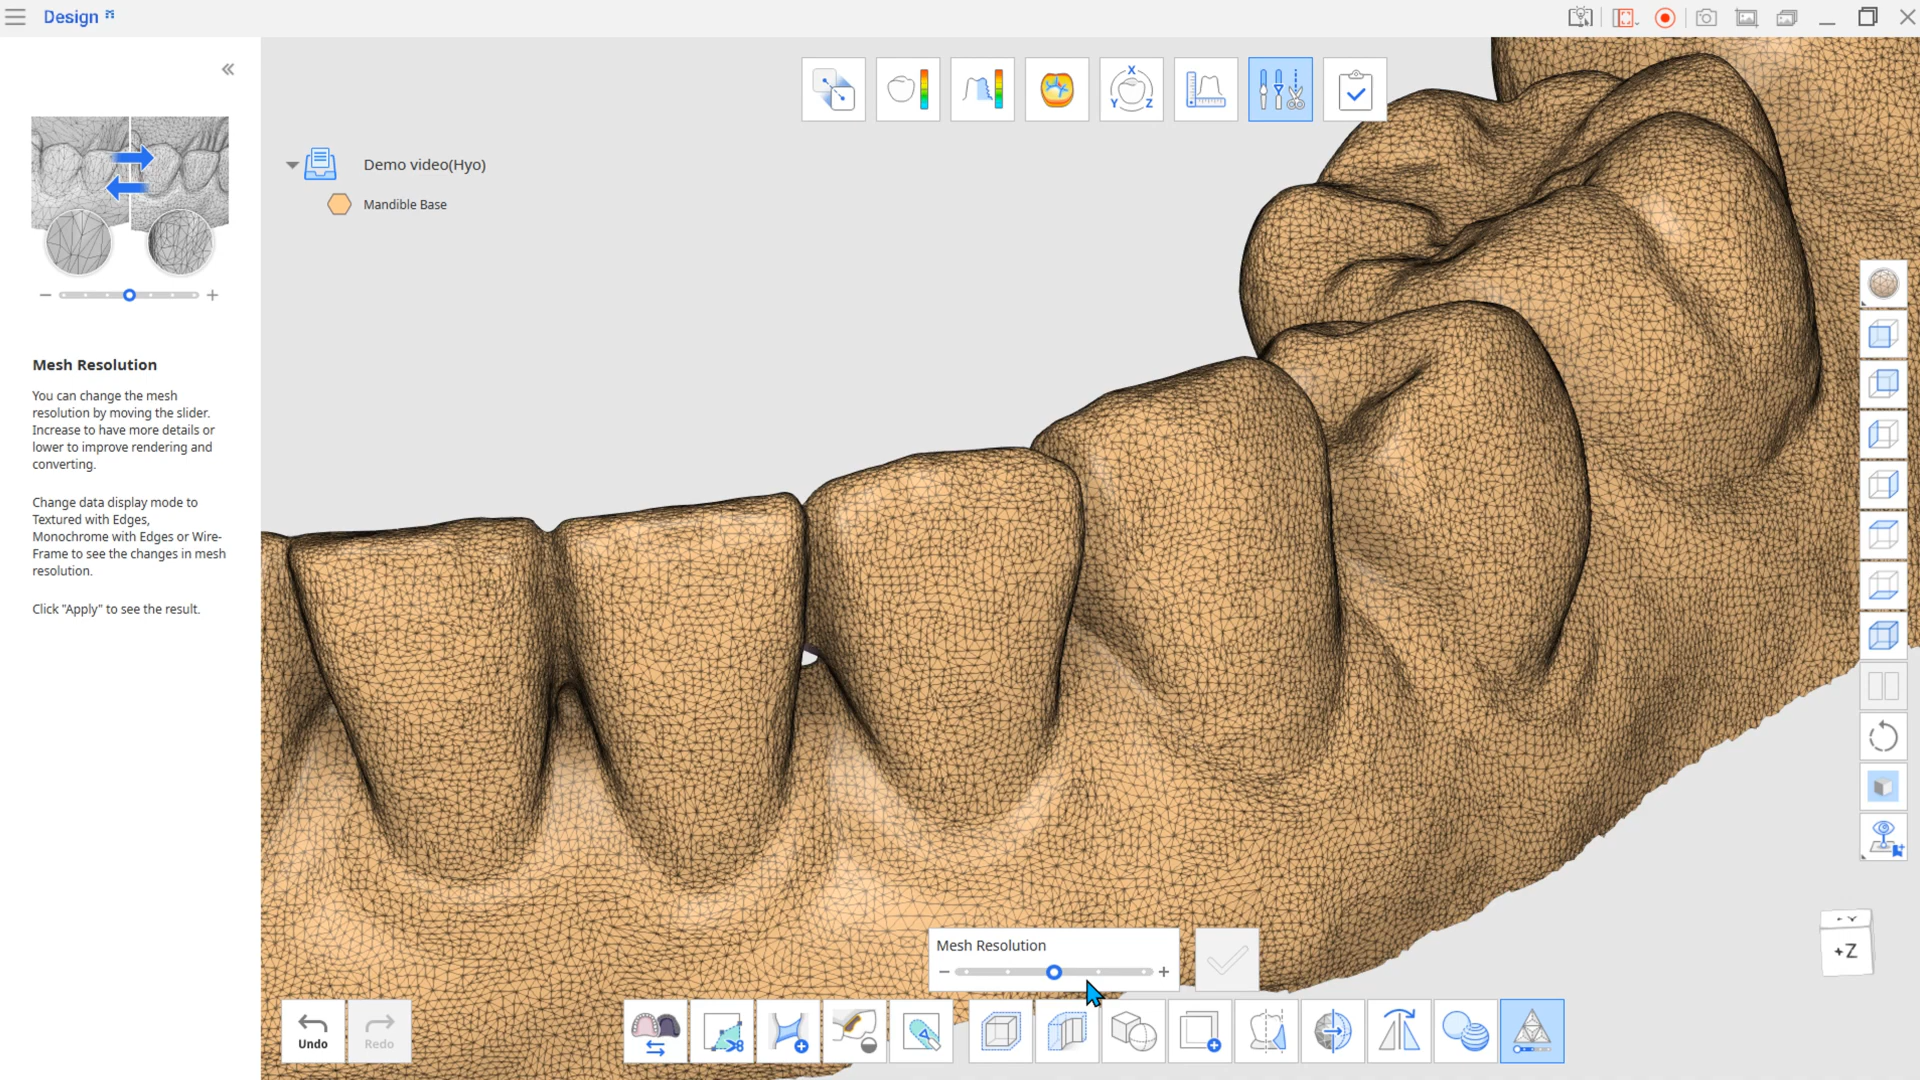 Design
Mesh Resolution
You can change the mesh
resolution by moving the slider.
Increase to have more details or
lower to improve rendering and
converting.
Change data display mode to
Textured with Edges,
Monochrome with Edges or Wire-
Frame to see the changes in mesh
resolution.
Click "Apply" to see the result.
X
Y Z
Demo video(Hyo)
Mandible Base
+Z
Mesh Resolution
Undo
Redo